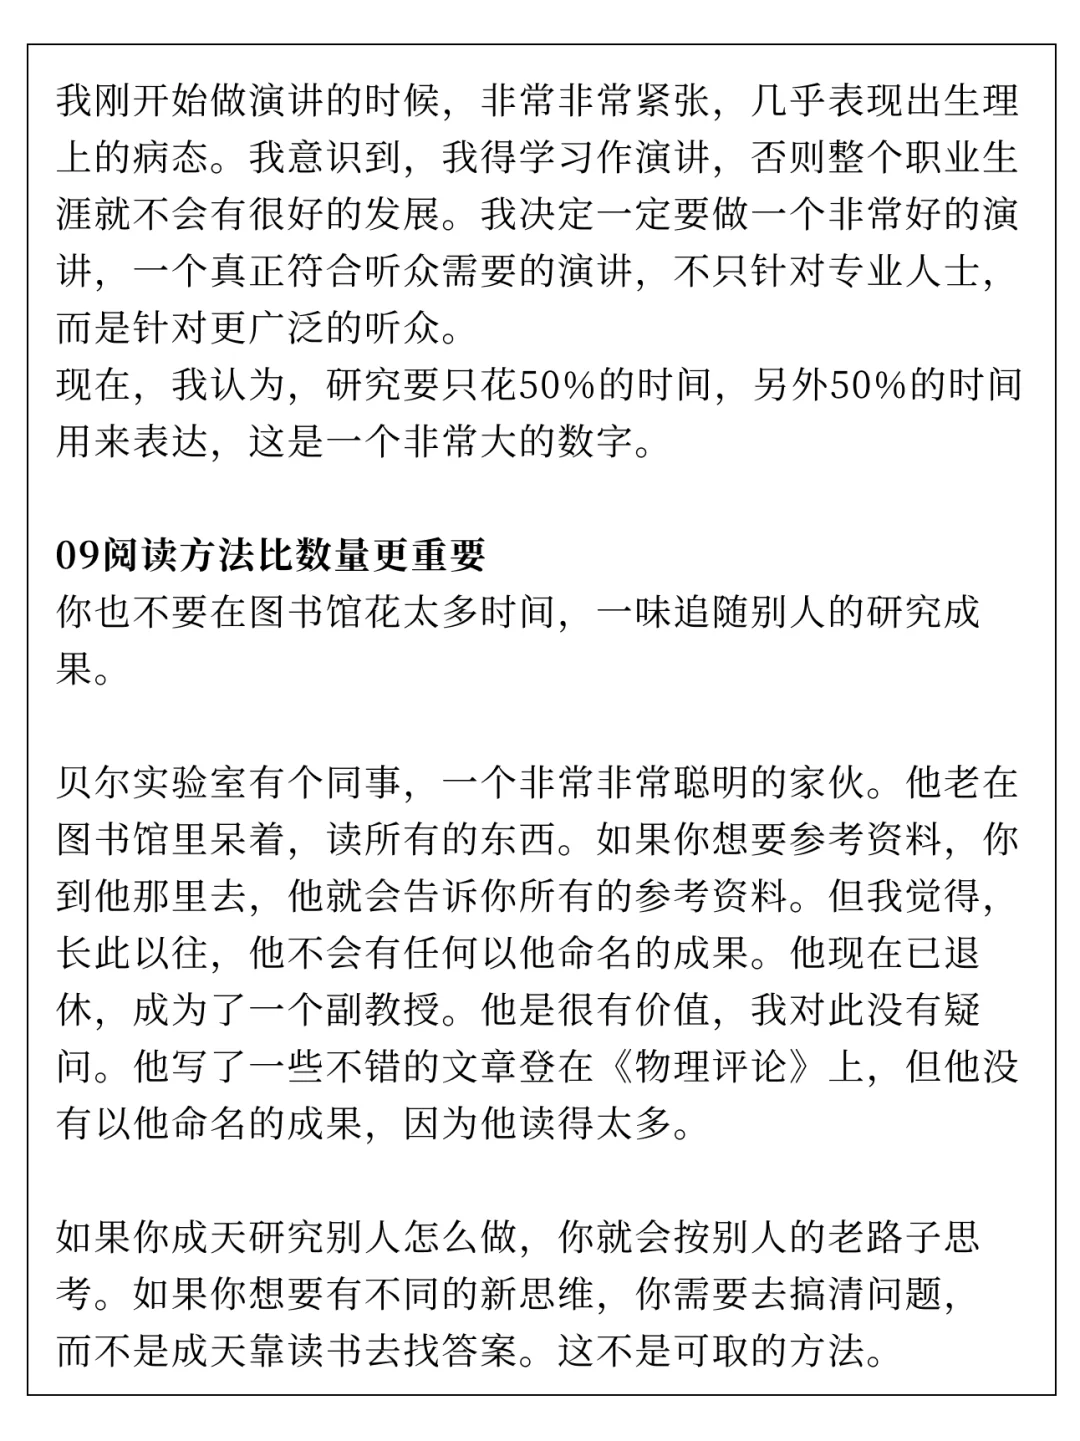 我刚开始做演讲的时候，非常非常紧张，几乎表现出生理
上的病态。我意识到，我得学习作演讲，否则整个职业生
涯就不会有很好的发展。我决定一定要做一个非常好的演
讲，一个真正符合听众需要的演讲，不只针对专业人士，
而是针对更广泛的听众。
现在，我认为，研究要只花50%的时间，另外50%的时间
用来表达，这是一个非常大的数字。
09阅读方法比数量更重要
你也不要在图书馆花太多时间，一味追随别人的研究成
果。
贝尔实验室有个同事，一个非常非常聪明的家伙。他老在
图书馆里呆着，读所有的东西。如果你想要参考资料，你
到他那里去，他就会告诉你所有的参考资料。但我觉得，
长此以往，他不会有任何以他命名的成果。他现在已退
休，成为了一个副教授。他是很有价值，我对此没有疑
问。他写了一些不错的文章登在《物理评论》上，但他没
有以他命名的成果，因为他读得太多。
如果你成天研究别人怎么做，你就会按别人的老路子思
考。如果你想要有不同的新思维，你需要去搞清问题，
而不是成天靠读书去找答案。这不是可取的方法。